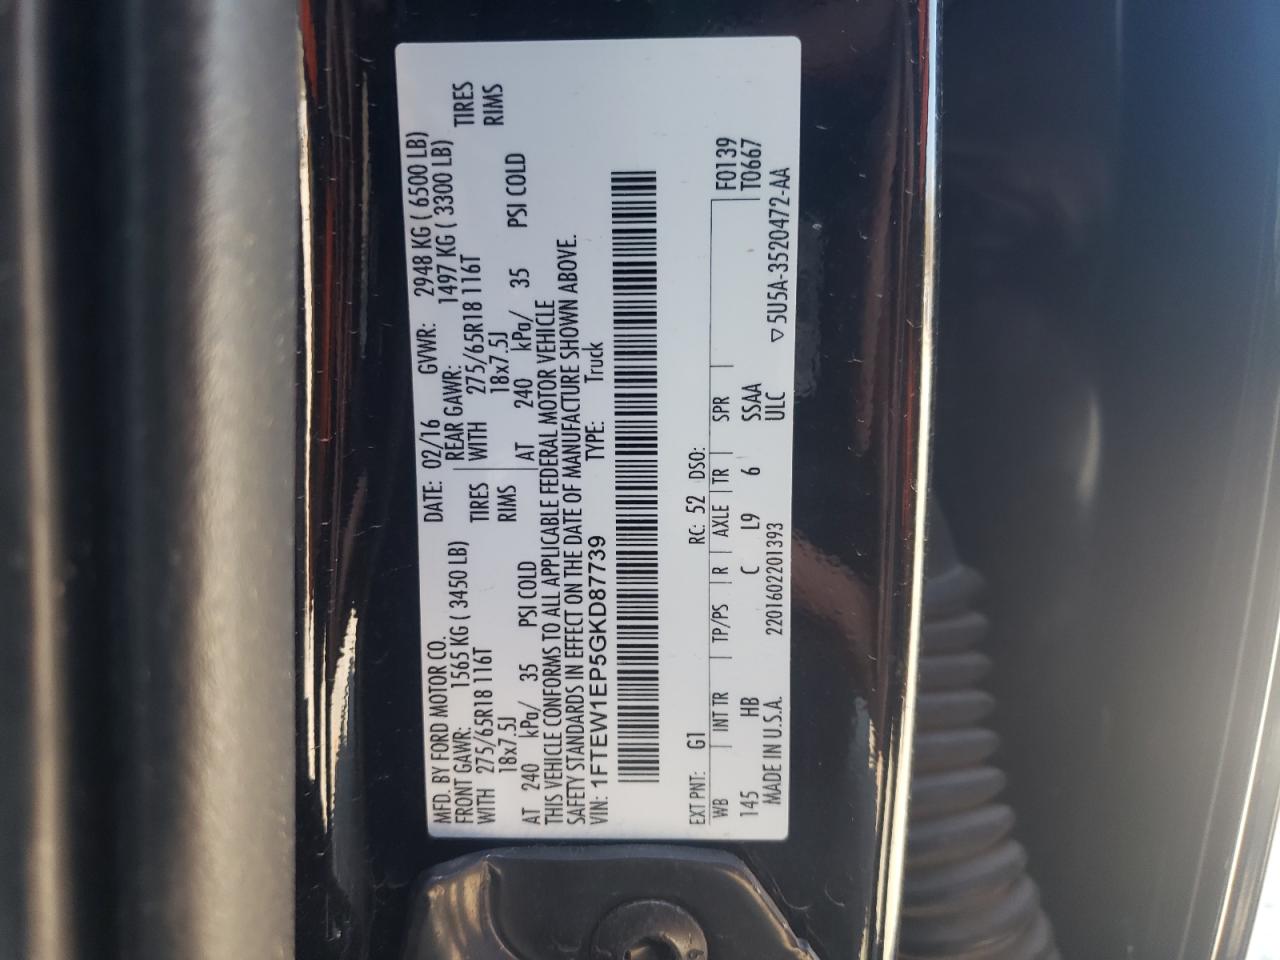 MFD. BY FORD MOTOR CO. DATE: 02/16 GVWR: 2948 KG ( 6500 LB)
FRONT GAWR: 1565 KG ( 3450 LB) REAR GAWR: 1497 KG ( 3300 LB)
WITH 275/65R18 116T TIRES WITH 275/65R18 116T TIRES
18x7.5J RIMS 18x7.5J RIMS
AT 240 kPa/ 35 PSI COLD AT 240 kPa/ 35 PSI COLD
THIS VEHICLE CONFORMS TO ALL APPLICABLE FEDERAL MOTOR VEHICLE
SAFETY STANDARDS IN EFFECT ON THE DATE OF MANUFACTURE SHOWN ABOVE.
VIN: 1FTEW1EP5GKD87739 TYPE: Truck
EXT PNT: G1 RC: 52 DSO:
WB INT TR TP/PS R AXLE TR SPR F0139
145 HB C L9 6 SSAA T0667
MADE IN U.S.A. 2201602201393 ULC ▽ 5U5A-3520472-AA